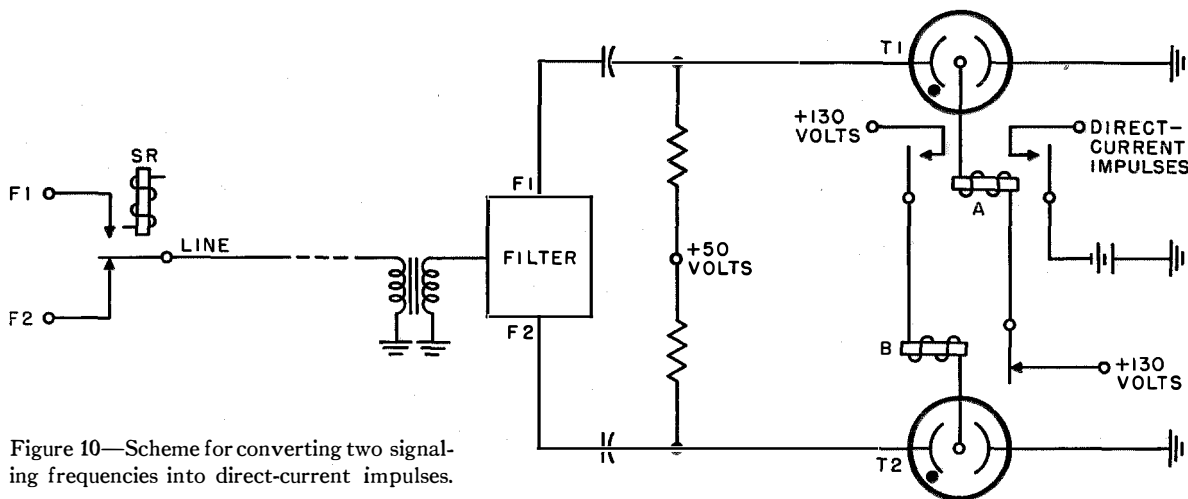 T1
+130
VOLTS
DIRECT-
CURRENT
IMPULSES
SR
F1
F1
A
LINE
FILTER
+50
VOLTS
F2
F2
B
+130
VOLTS
T2
Figure 10—Scheme for converting two signal-
ing frequencies into direct-current impulses.